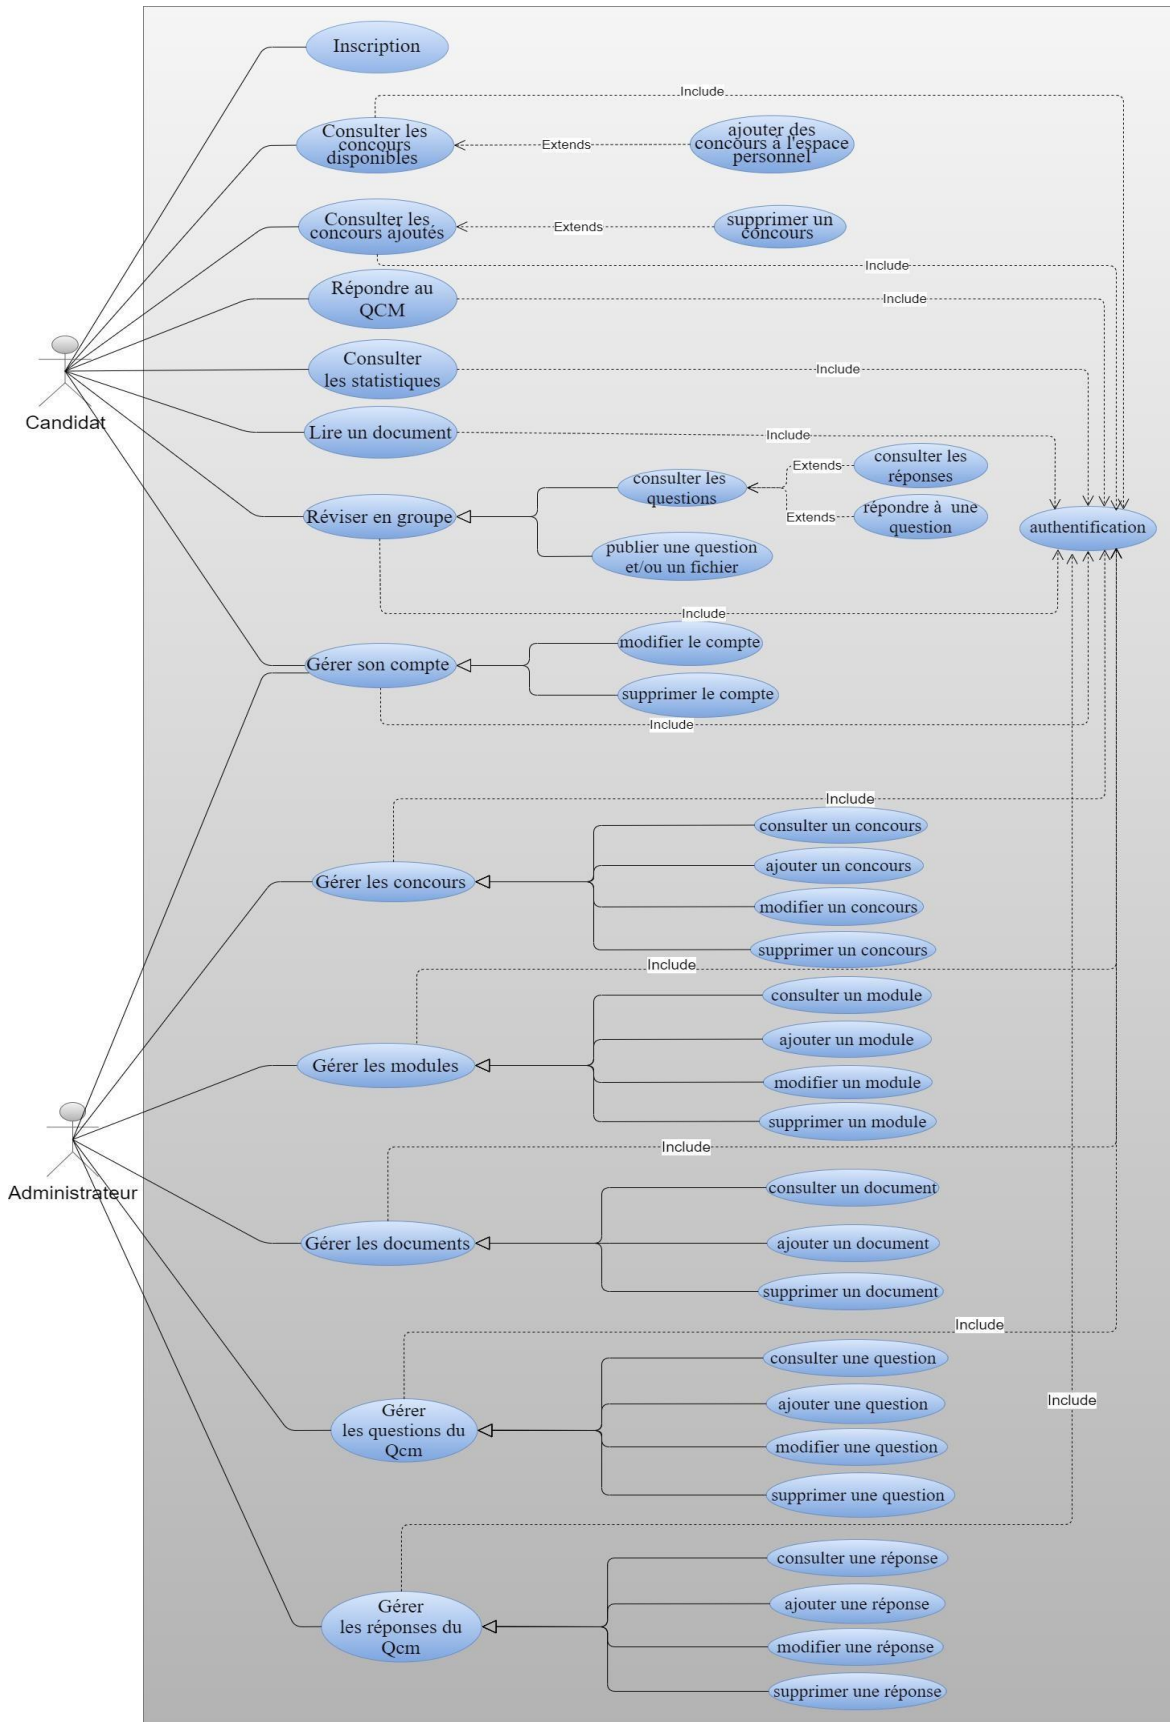 Inscription
Include
Consulter les
concours
disponibles
Extends
ajouter des
concours à l'espace
personnel
Consulter les
concours ajoutés
Extends
supprimer un
concours
Include
Répondre au
QCM
Include
Consulter
les statistiques
Include
Candidat
Lire un document
Include
consulter les
réponses
Extends
consulter les
questions
Réviser en groupe
Extends
répondre à une
question
authentification
publier une question
et/ou un fichier
Include
modifier le compte
Gérer son compte
supprimer le compte
Include
Include
consulter un concours
ajouter un concours
Gérer les concours
modifier un concours
supprimer un concours
Include
consulter un module
ajouter un module
Gérer les modules
modifier un module
supprimer un module
Include
Administrateur
consulter un document
Gérer les documents
ajouter un document
supprimer un document
Include
consulter une question
Include
ajouter une question
Gérer
les questions du
Qcm
modifier une question
supprimer une question
consulter une réponse
ajouter une réponse
Gérer
les réponses du
Qcm
modifier une réponse
supprimer une réponse